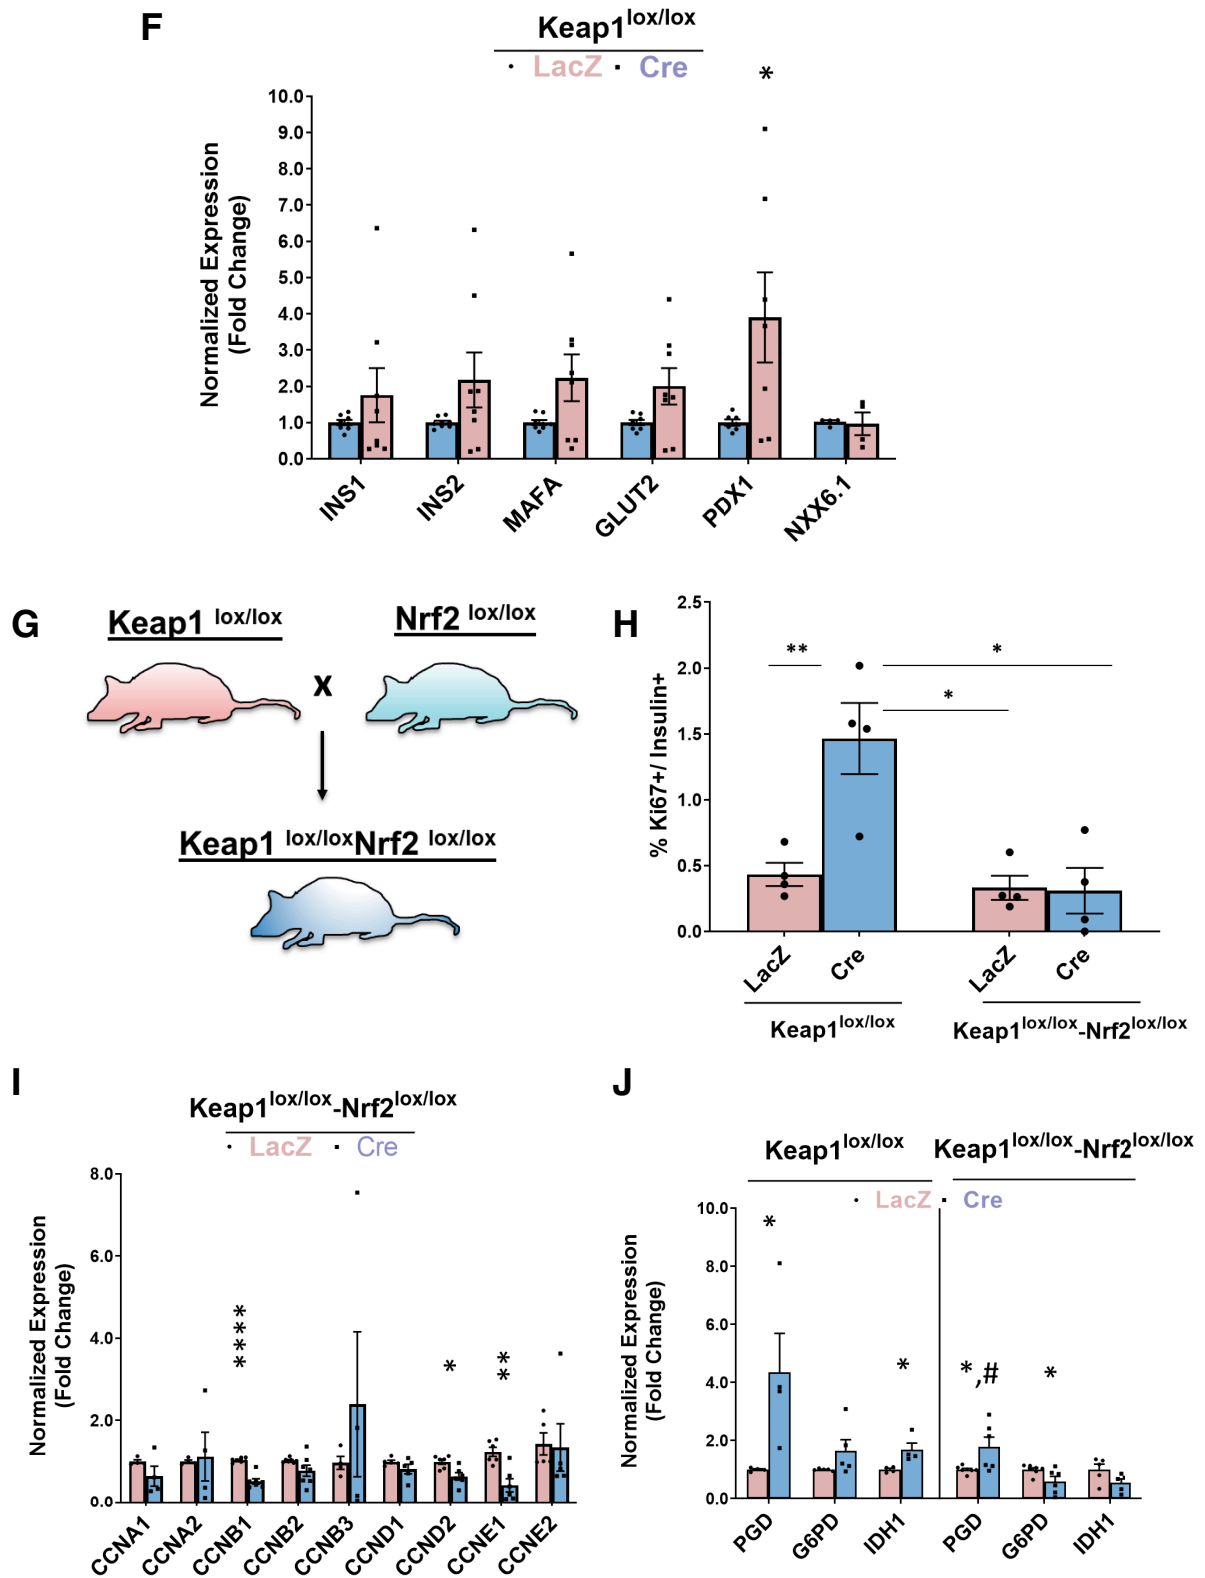 F
Keap1lox/lox
LacZ Cre
*
10.0
9.0
8.0
7.0
6.0
5.0
4.0
3.0
2.0
1.0
0.0
Normalized Expression
(Fold Change)
INS1
INS2
MAFA
GLUT2
PDX1
NXX6.1
G
Keap1 lox/lox
Nrf2 lox/lox
X
Keap1 lox/loxNrf2 lox/lox
H
2.5
2.0
1.5
1.0
0.5
0.0
% Ki67+/ Insulin+
**
*
*
LacZ
Cre
LacZ
Cre
Keap1lox/lox
Keap1lox/lox-Nrf2lox/lox
I
Keap1lox/lox-Nrf2lox/lox
LacZ Cre
8.0
6.0
4.0
2.0
0.0
Normalized Expression
(Fold Change)
****
*
**
CCNA1
CCNA2
CCNB1
CCNB2
CCNB3
CCND1
CCND2
CCNE1
CCNE2
J
Keap1lox/lox
Keap1lox/lox-Nrf2lox/lox
LacZ Cre
10.0
8.0
6.0
4.0
2.0
0.0
Normalized Expression
(Fold Change)
*
*
*,#
*
PGD
G6PD
IDH1
PGD
G6PD
IDH1